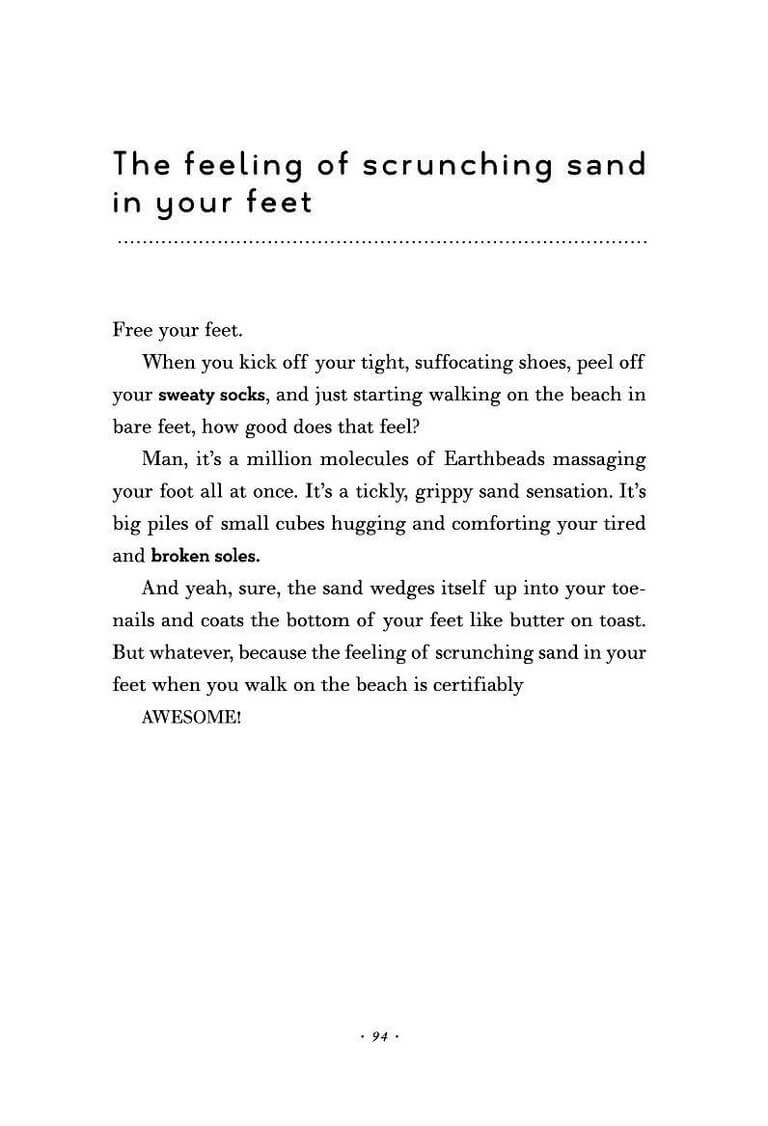 The feeling of scrunching sand
in your feet
Free your feet.
When you kick off your tight, suffocating shoes, peel off
your sweaty socks, and just starting walking on the beach in
bare feet, how good does that feel?
Man, it's a million molecules of Earthbeads massaging
your foot all at once. It's a tickly, grippy sand sensation. It's
big piles of small cubes hugging and comforting your tired
and broken soles.
And yeah, sure, the sand wedges itself up into your toe-
nails and coats the bottom of your feet like butter on toast.
But whatever, because the feeling of scrunching sand in your
feet when you walk on the beach is certifiably
AWESOME!
· 94 ·